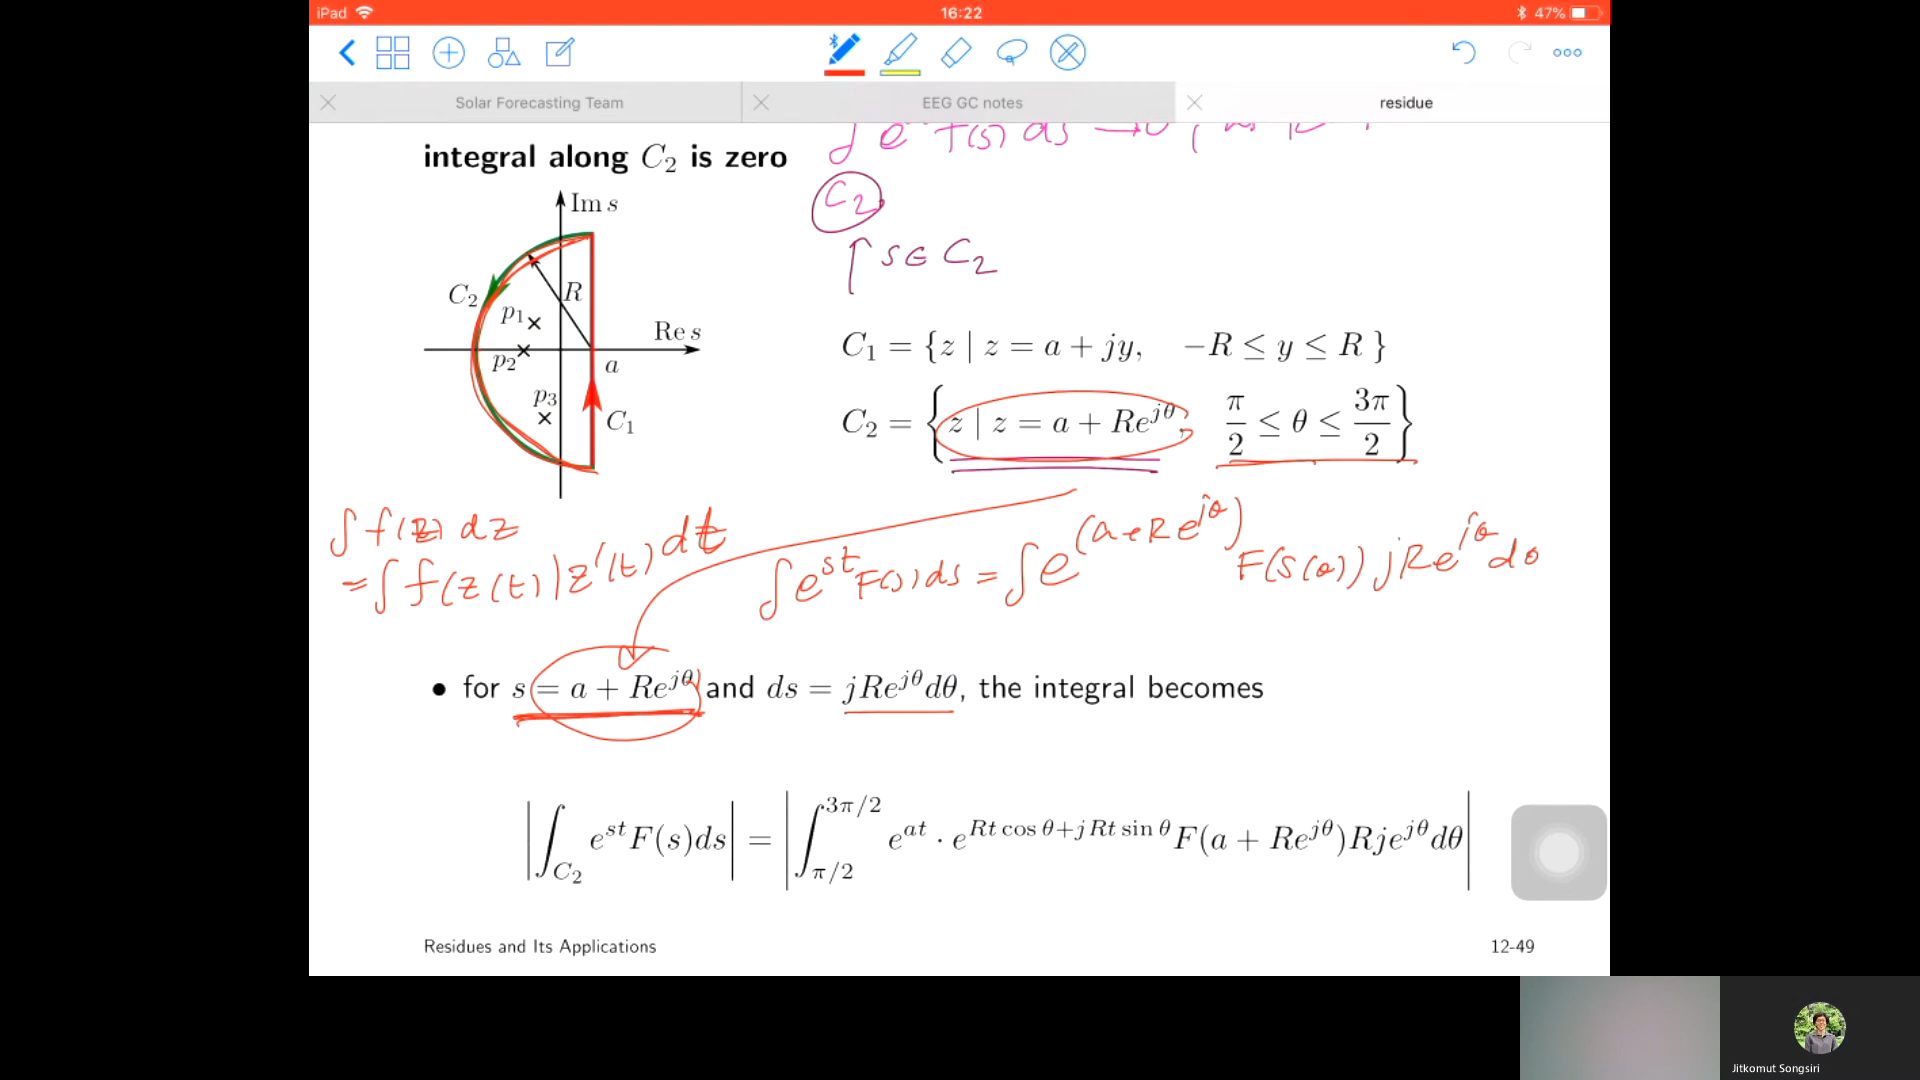 iPad 16:22 47%
Solar Forecasting Team EEG GC notes residue
integral along C₂ is zero
C₂
↑ s ∈ C₂
Im s
C₂ R
p₁
Re s
p₂ a
p₃
C₁
C₁ = {z | z = a + jy, −R ≤ y ≤ R }
C₂ = {z | z = a + Re^{jθ}, π/2 ≤ θ ≤ 3π/2}
∫ f(z) dz
= ∫ f(z(t)) z'(t) dt
∫ e^{st} F(s) ds = ∫ e^{(a+Re^{jθ})} F(s(θ)) jRe^{jθ} dθ
• for s = a + Re^{jθ} and ds = jRe^{jθ}dθ, the integral becomes
|∫_{C₂} e^{st}F(s)ds| = |∫_{π/2}^{3π/2} e^{at} · e^{Rt cos θ+jRt sin θ} F(a + Re^{jθ})Rje^{jθ}dθ|
Residues and Its Applications 12-49
Jitkomut Songsiri